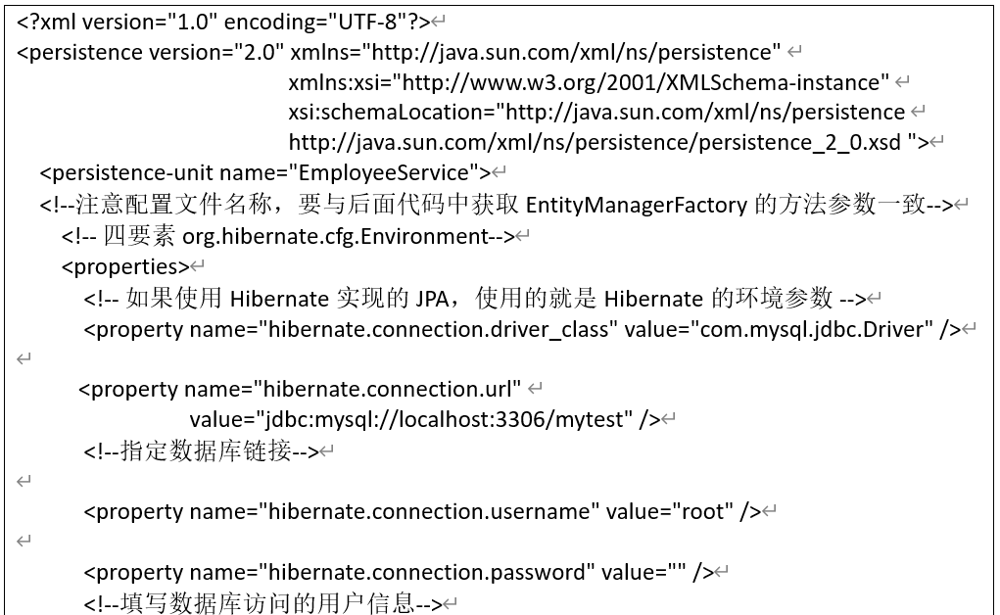 <?xml version="1.0" encoding="UTF-8"?>
<persistence version="2.0" xmlns="http://java.sun.com/xml/ns/persistence"
xmlns:xsi="http://www.w3.org/2001/XMLSchema-instance"
xsi:schemaLocation="http://java.sun.com/xml/ns/persistence
http://java.sun.com/xml/ns/persistence/persistence_2_0.xsd ">
<persistence-unit name="EmployeeService">
<!--注意配置文件名称，要与后面代码中获取 EntityManagerFactory 的方法参数一致-->
<!-- 四要素 org.hibernate.cfg.Environment-->
<properties>
<!-- 如果使用 Hibernate 实现的 JPA，使用的就是 Hibernate 的环境参数 -->
<property name="hibernate.connection.driver_class" value="com.mysql.jdbc.Driver" />
<property name="hibernate.connection.url"
value="jdbc:mysql://localhost:3306/mytest" />
<!--指定数据库链接-->
<property name="hibernate.connection.username" value="root" />
<property name="hibernate.connection.password" value="" />
<!--填写数据库访问的用户信息-->